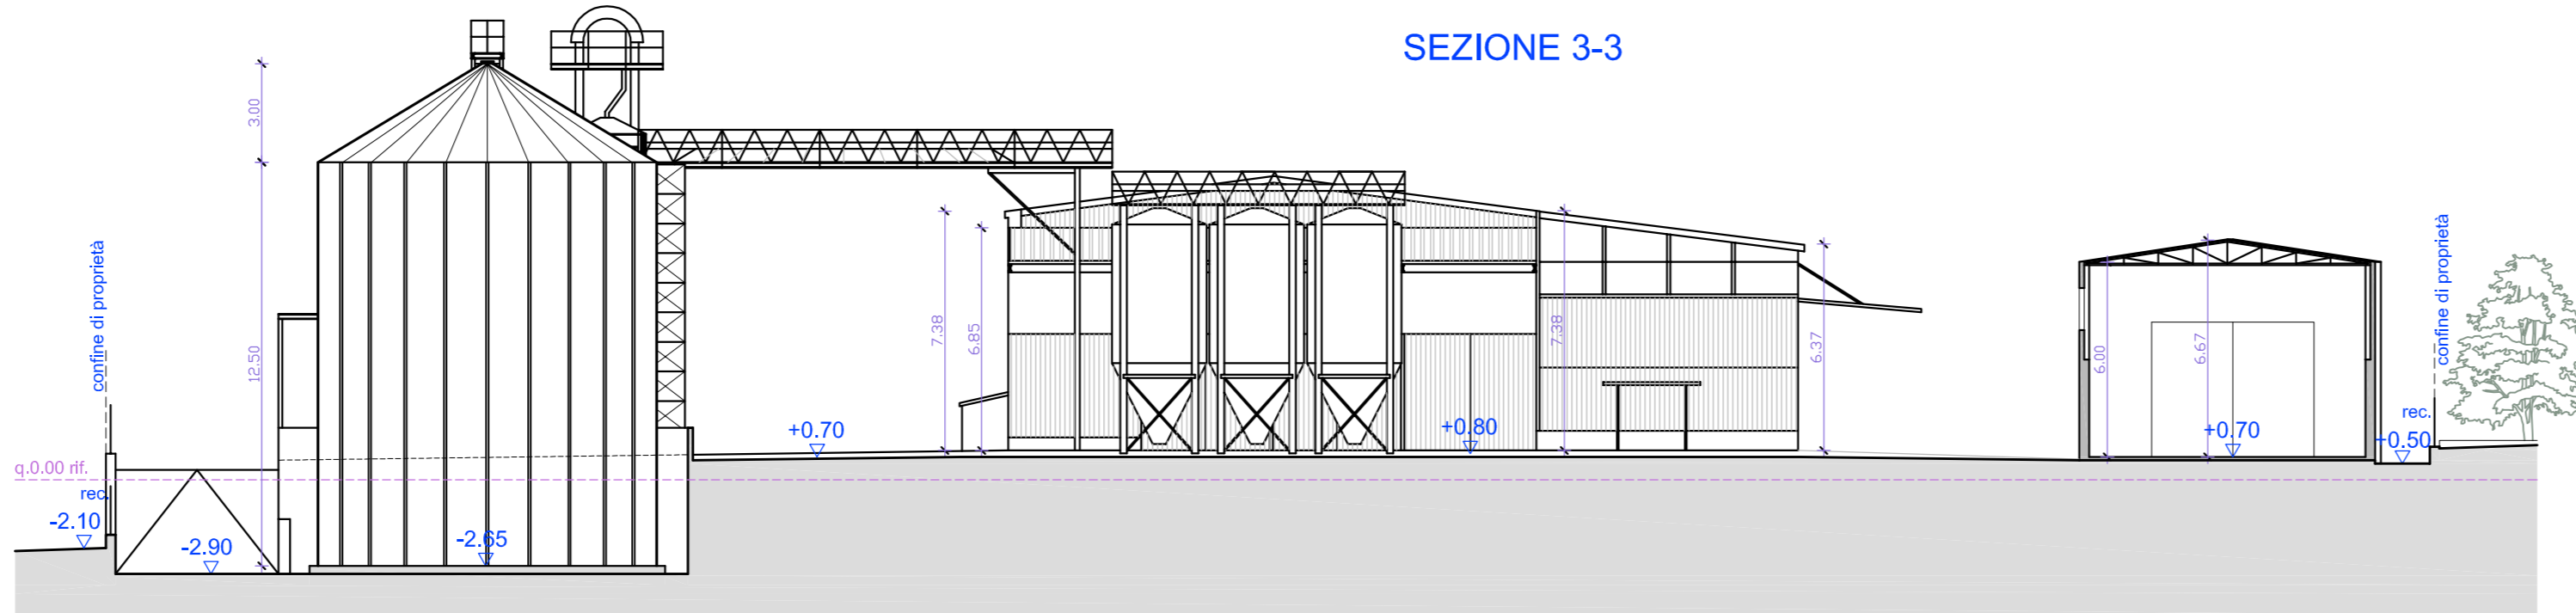 SEZIONE 3-3
3.00
12.50
confine di proprietà
q.0.00 rif.
rec.
-2.10
-2.90
-2.65
+0.70
7.38
6.85
+0.80
7.38
6.37
6.00
6.67
+0.70
confine di proprietà
rec.
+0.50